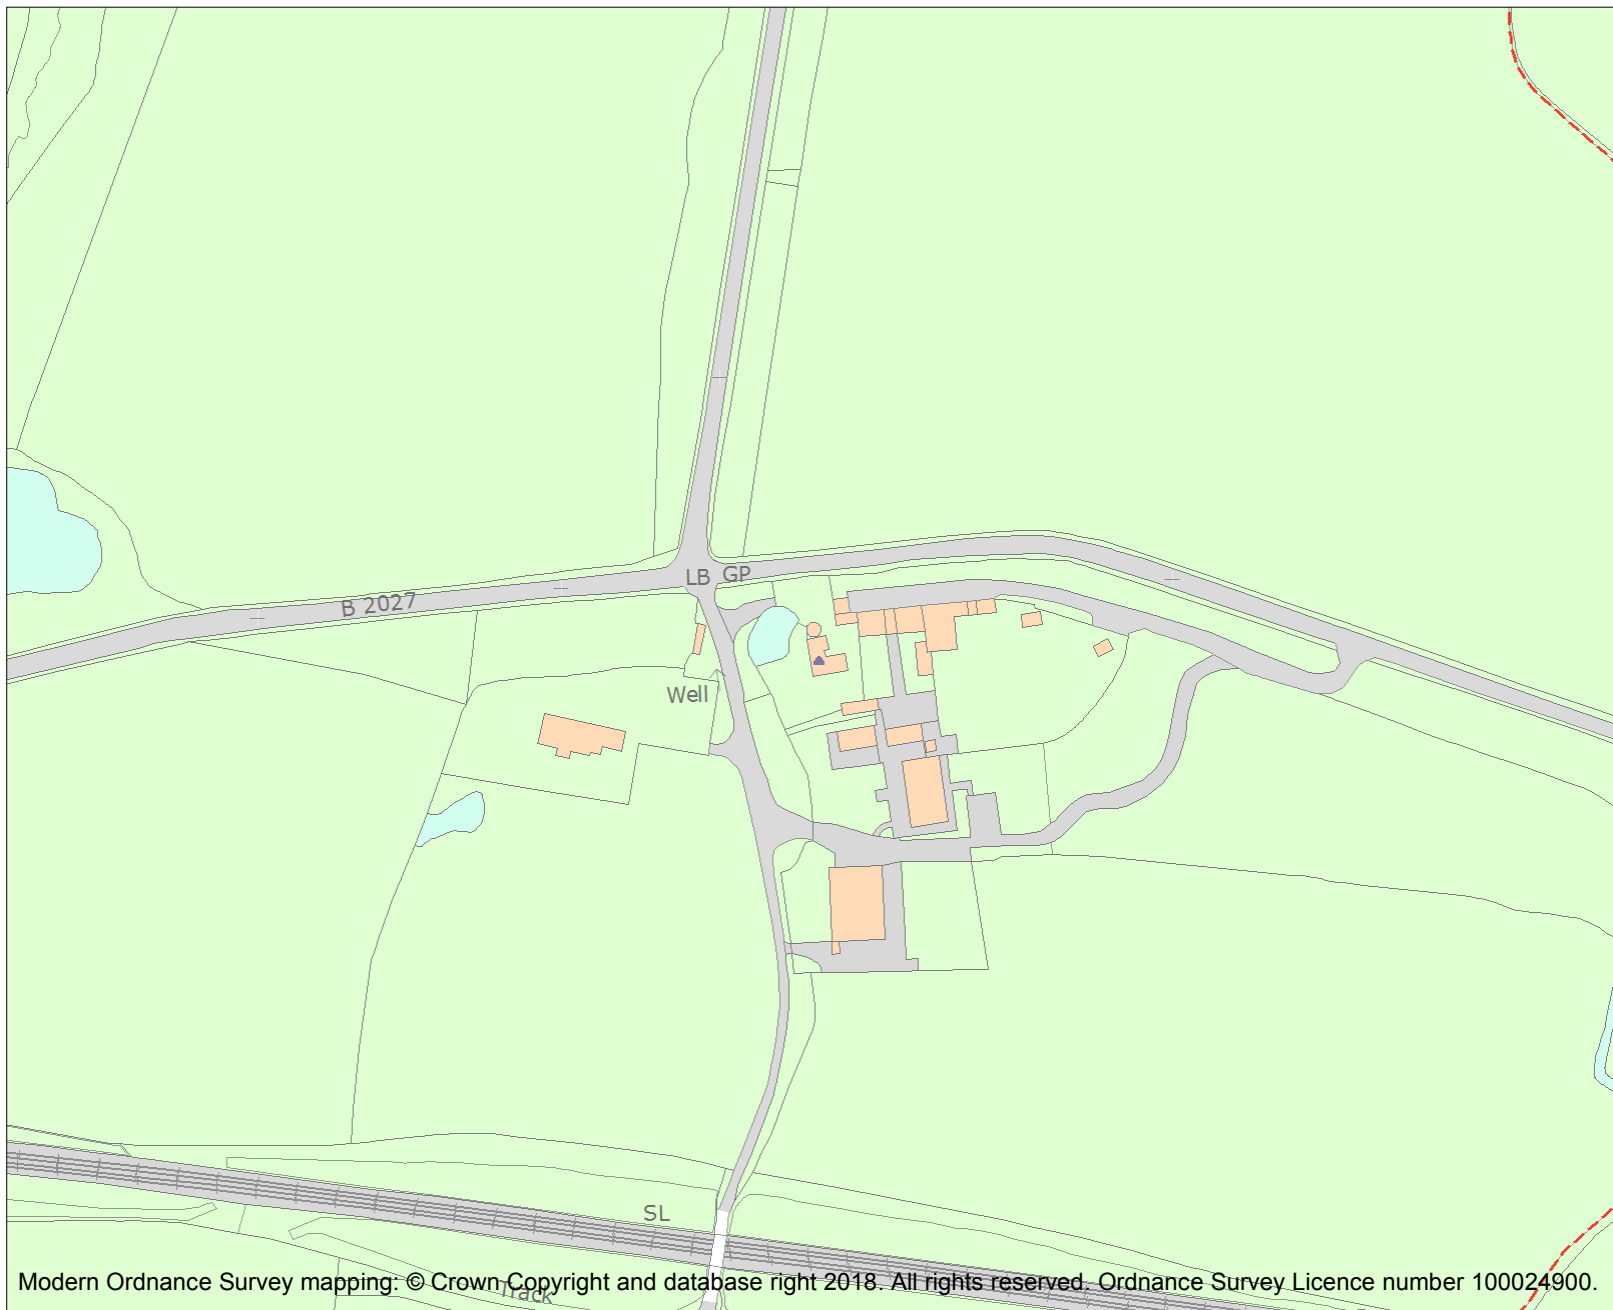 LB GP
B 2027
Well
SL
Track
Modern Ordnance Survey mapping: © Crown Copyright and database right 2018. All rights reserved. Ordnance Survey Licence number 100024900.